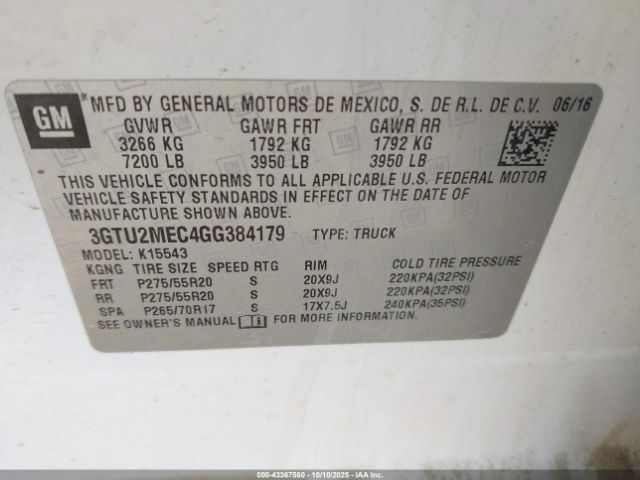 GM
MFD BY GENERAL MOTORS DE MEXICO, S. DE R.L. DE C.V. 06/16
GVWR GAWR FRT GAWR RR
3266 KG 1792 KG 1792 KG
7200 LB 3950 LB 3950 LB
THIS VEHICLE CONFORMS TO ALL APPLICABLE U.S. FEDERAL MOTOR
VEHICLE SAFETY STANDARDS IN EFFECT ON THE DATE OF
MANUFACTURE SHOWN ABOVE.
3GTU2MEC4GG384179 TYPE: TRUCK
MODEL: K15543
KGNG TIRE SIZE SPEED RTG RIM COLD TIRE PRESSURE
FRT P275/55R20 S 20X9J 220KPA(32PSI)
RR P275/55R20 S 20X9J 220KPA(32PSI)
SPA P265/70R17 S 17X7.5J 240KPA(35PSI)
SEE OWNER'S MANUAL FOR MORE INFORMATION.
000-43367580 - 10/10/2025 - IAA Inc. -